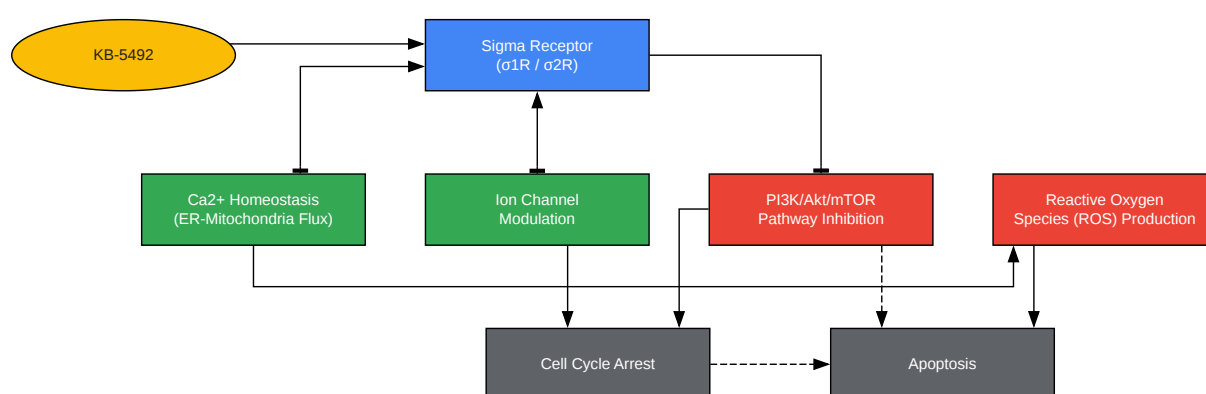 KB-5492
Sigma Receptor
(σ1R / σ2R)
Ca2+ Homeostasis
(ER-Mitochondria Flux)
Ion Channel
Modulation
PI3K/Akt/mTOR
Pathway Inhibition
Reactive Oxygen
Species (ROS) Production
Cell Cycle Arrest
Apoptosis